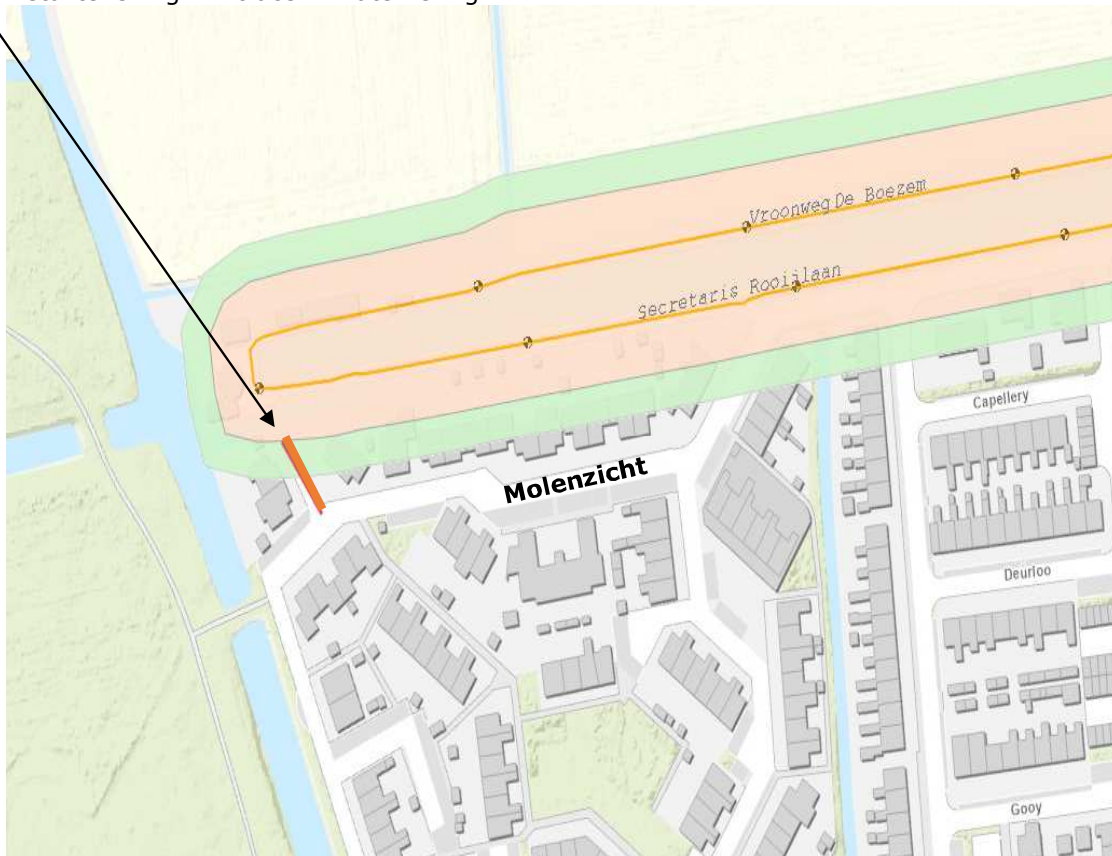 Vroonweg De Boezem
Secretaris Rooijlaan
Capellery
Molenzicht
Deurloo
Gooy